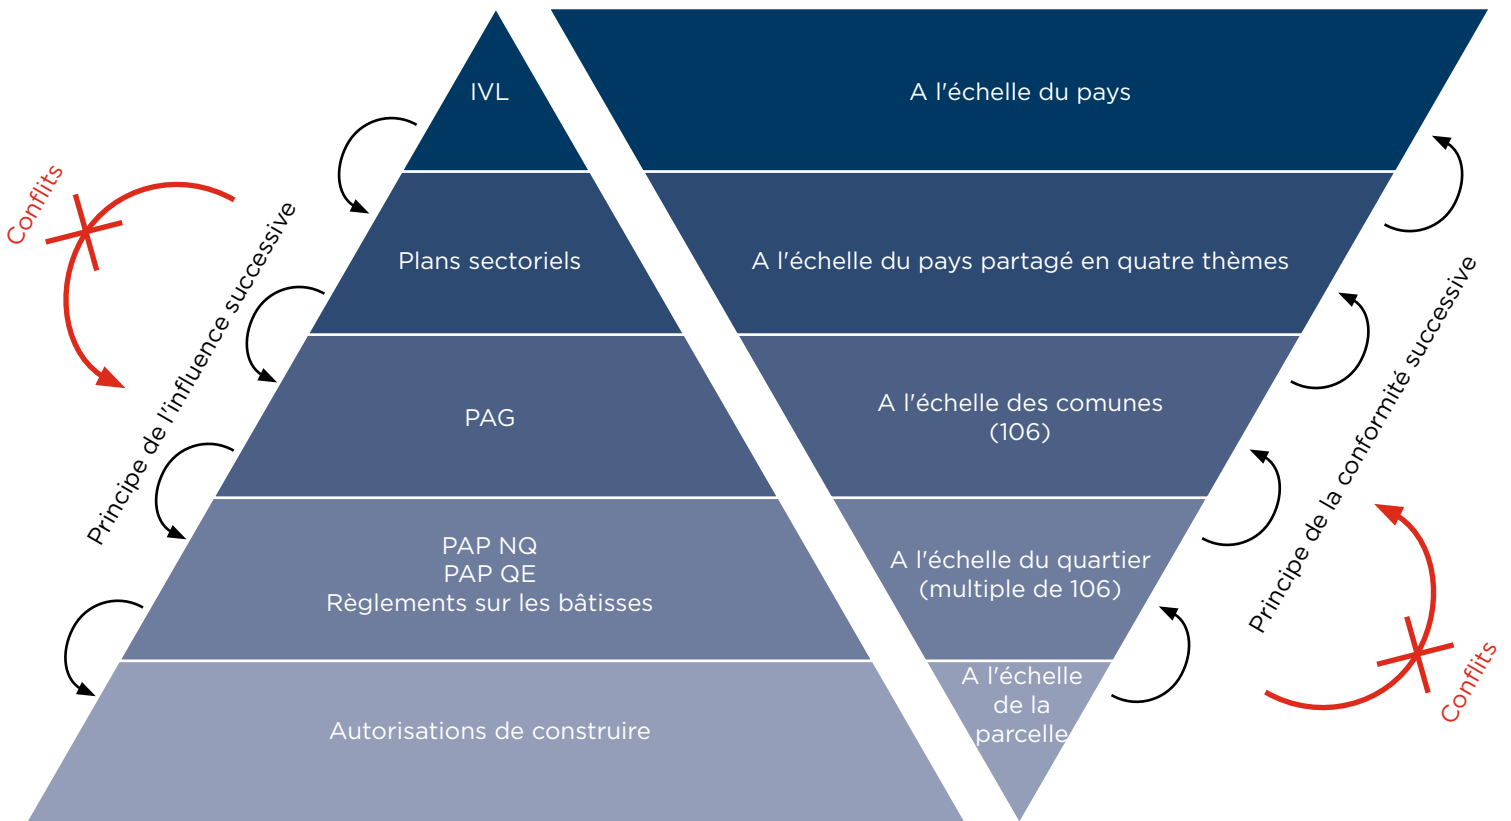 IVL
A l'échelle du pays
Conflits
Principe de l'influence successive
Plans sectoriels
A l'échelle du pays partagé en quatre thèmes
Principe de la conformité successive
PAG
A l'échelle des comunes
(106)
PAP NQ
PAP QE
Règlements sur les bâtisses
A l'échelle du quartier
(multiple de 106)
Conflits
Autorisations de construire
A l'échelle
de la
parcelle